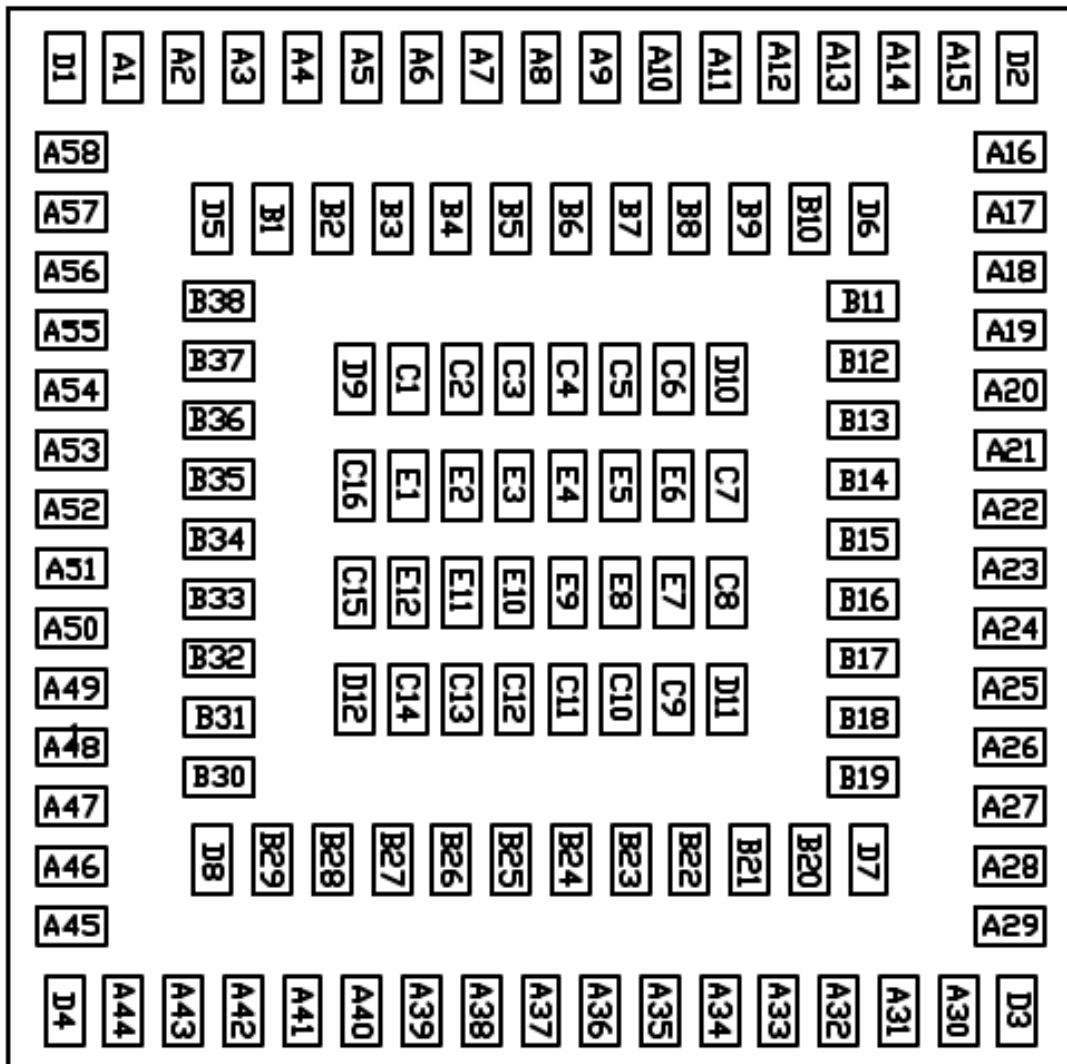 D1 A1 A2 A3 A4 A5 A6 A7 A8 A9 A10 A11 A12 A13 A14 A15 D2
A58 A16
A57 D5 B1 B2 B3 B4 B5 B6 B7 B8 B9 B10 D6 A17
A56 A18
B38 B11
A55 A19
B37 B12
A54 D9 C1 C2 C3 C4 C5 C6 D10 A20
B36 B13
A53 A21
B35 C16 E1 E2 E3 E4 E5 E6 C7 B14
A52 A22
B34 B15
A51 A23
B33 C15 E12 E11 E10 E9 E8 E7 C8 B16
A50 A24
B32 B17
A49 D12 C14 C13 C12 C11 C10 C9 D11 A25
B31 B18
A48 A26
B30 B19
A47 A27
A46 D8 B29 B28 B27 B26 B25 B24 B23 B22 B21 B20 D7 A28
A45 A29
D4 A44 A43 A42 A41 A40 A39 A38 A37 A36 A35 A34 A33 A32 A31 A30 D3